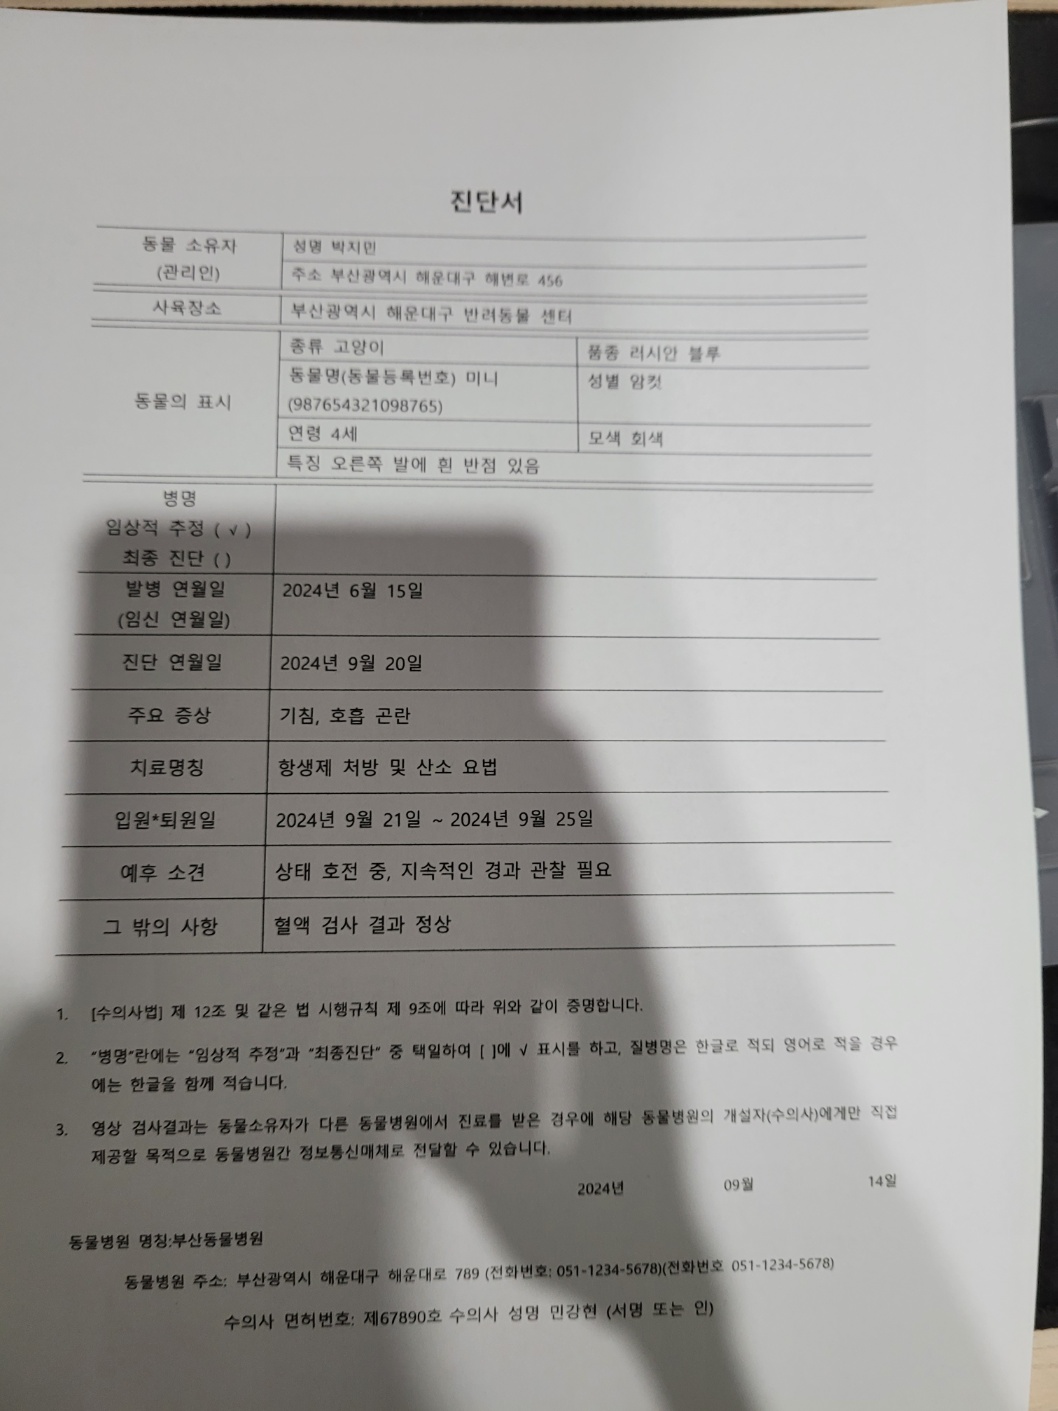 진단서
동물 소유자
(관리인)
성명 박지민
주소 부산광역시 해운대구 해변로 456
사육장소
부산광역시 해운대구 반려동물 센터
동물의 표시
종류 고양이
품종 러시안 블루
동물명(동물등록번호) 미니
(987654321098765)
성별 암컷
연령 4세
모색 회색
특징 오른쪽 발에 흰 반점 있음
병명
임상적 추정 ( √ )
최종 진단 ( )
발병 연월일
(임신 연월일)
2024년 6월 15일
진단 연월일
2024년 9월 20일
주요 증상
기침, 호흡 곤란
치료명칭
항생제 처방 및 산소 요법
입원*퇴원일
2024년 9월 21일 ~ 2024년 9월 25일
예후 소견
상태 호전 중, 지속적인 경과 관찰 필요
그 밖의 사항
혈액 검사 결과 정상
1. [수의사법] 제 12조 및 같은 법 시행규칙 제 9조에 따라 위와 같이 증명합니다.
2. “병명”란에는 “임상적 추정”과 “최종진단” 중 택일하여 [ ]에 √ 표시를 하고, 질병명은 한글로 적되 영어로 적을 경우
에는 한글을 함께 적습니다.
3. 영상 검사결과는 동물소유자가 다른 동물병원에서 진료를 받은 경우에 해당 동물병원의 개설자(수의사)에게만 직접
제공할 목적으로 동물병원간 정보통신매체로 전달할 수 있습니다.
2024년 09월 14일
동물병원 명칭:부산동물병원
동물병원 주소: 부산광역시 해운대구 해운대로 789 (전화번호: 051-1234-5678)(전화번호 051-1234-5678)
수의사 면허번호: 제67890호 수의사 성명 민강현 (서명 또는 인)